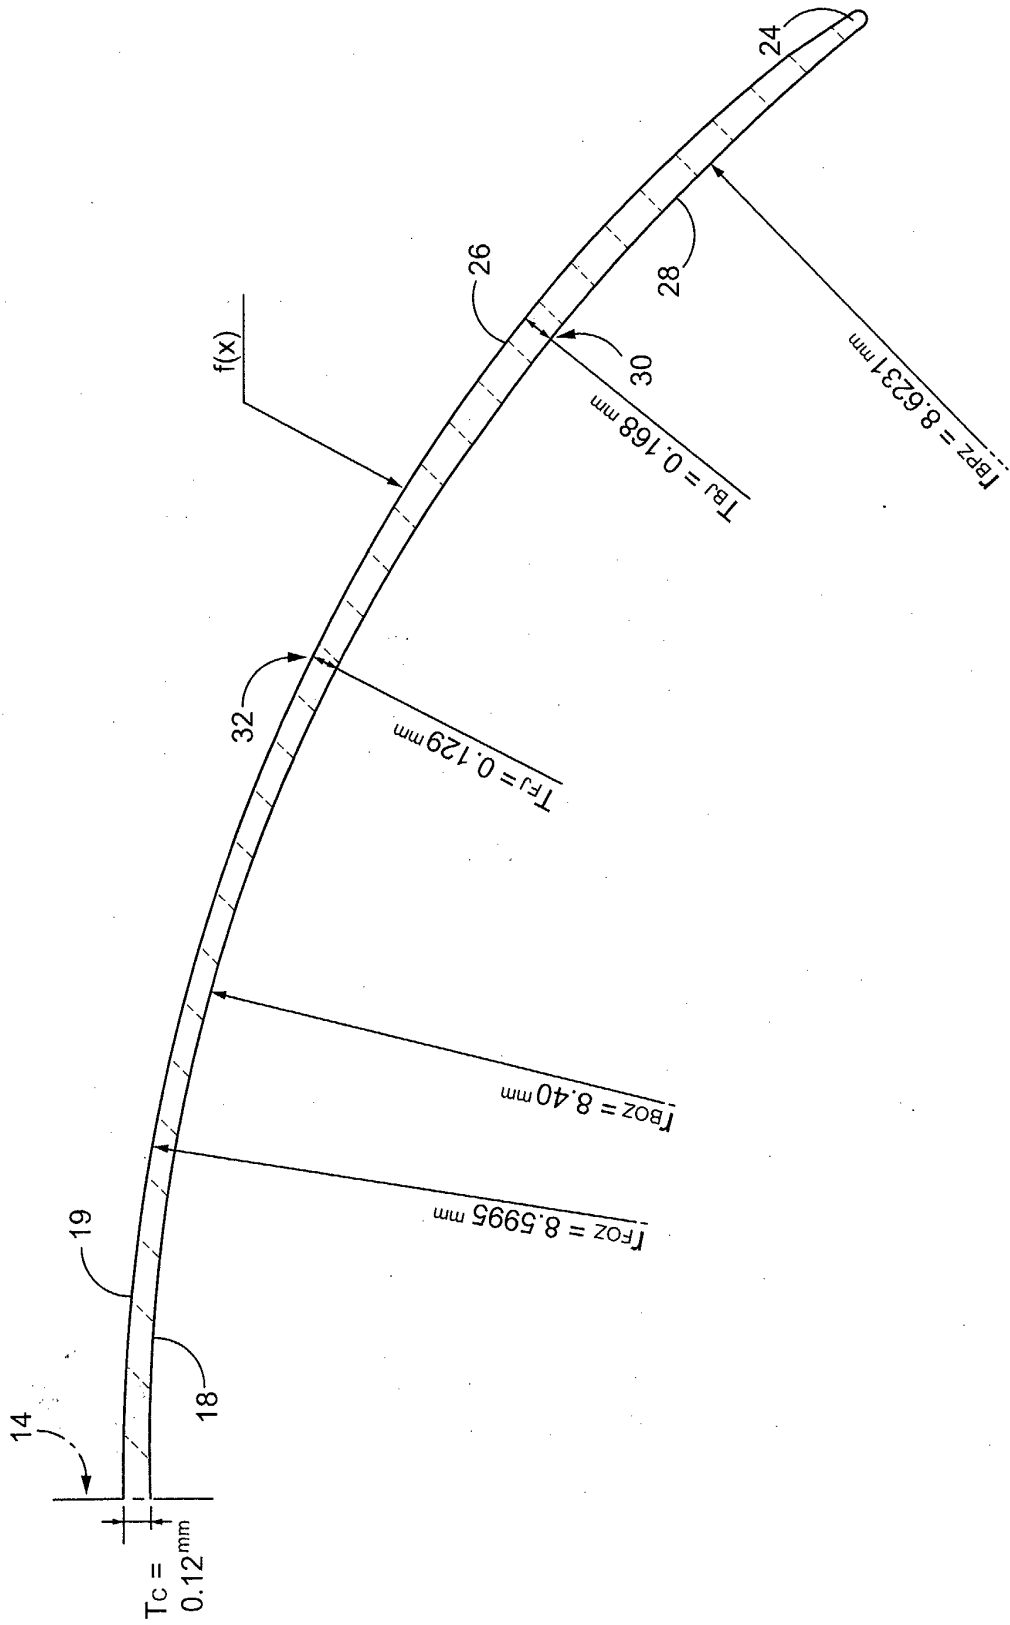 24
26
f(x)
28
30
r_BPZ = 8.6231 mm
T_BJ = 0.168 mm
32
T_FJ = 0.129 mm
r_BOZ = 8.40 mm
r_FOZ = 8.5995 mm
19
18
14
Tc =
0.12 mm